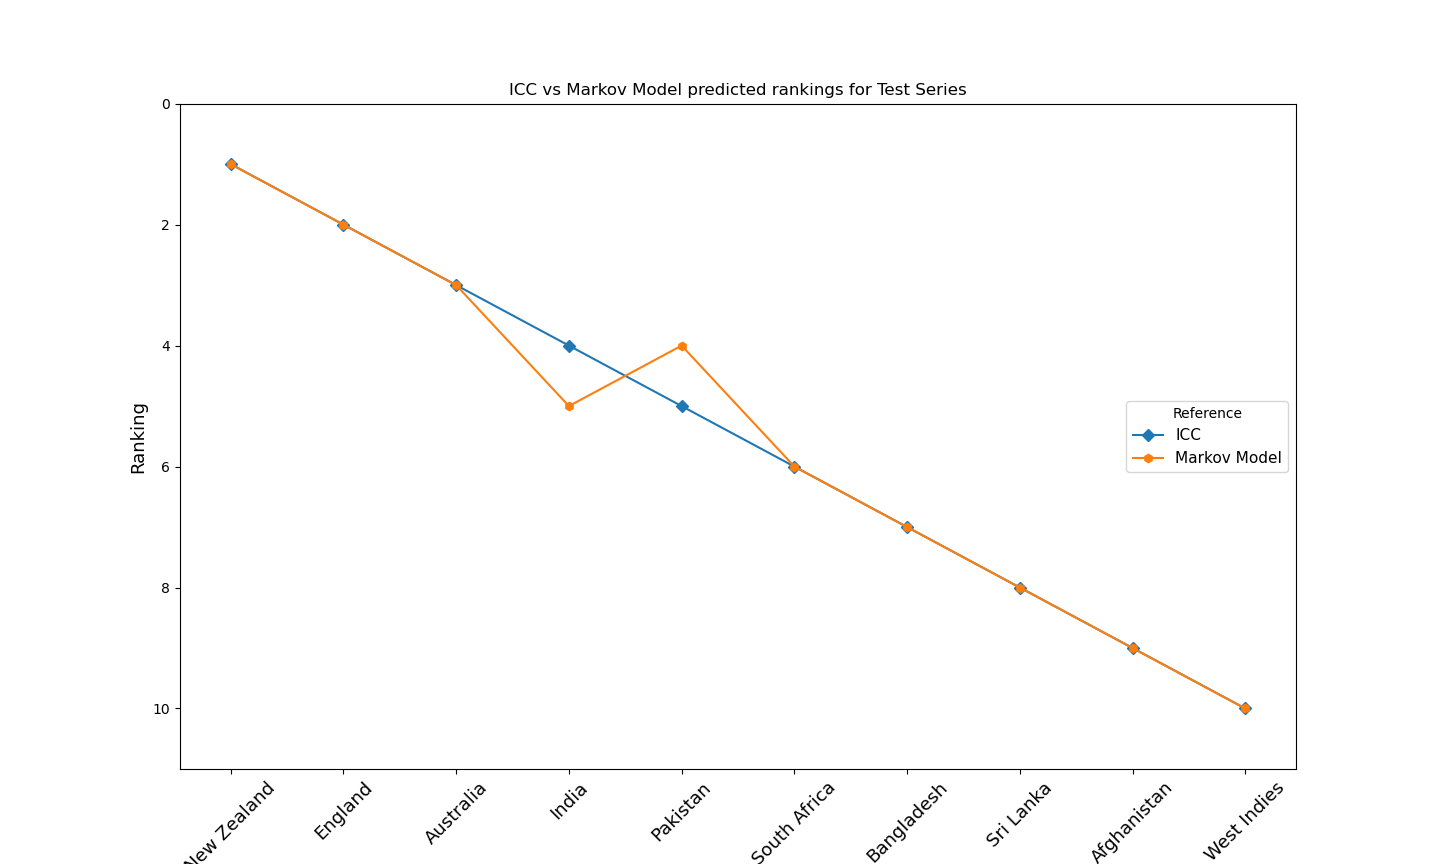 ICC vs Markov Model predicted rankings for Test Series
0
2
4
6
8
10
Ranking
Reference
ICC
Markov Model
New Zealand
England
Australia
India
Pakistan
South Africa
Bangladesh
Sri Lanka
Afghanistan
West Indies